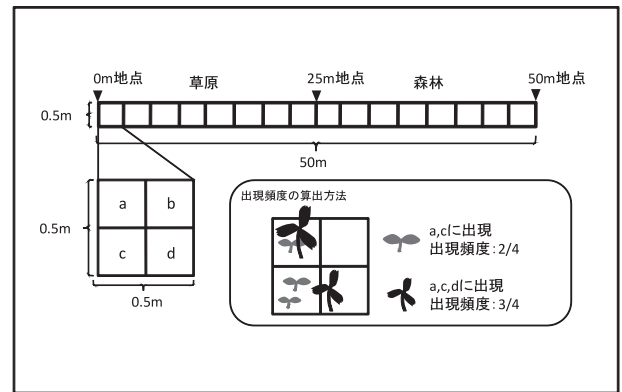 0m地点
草原
25m地点
森林
50m地点
0.5m
50m
a
b
c
d
0.5m
0.5m
出現頻度の算出方法
a,cに出現
出現頻度:2/4
a,c,dに出現
出現頻度:3/4